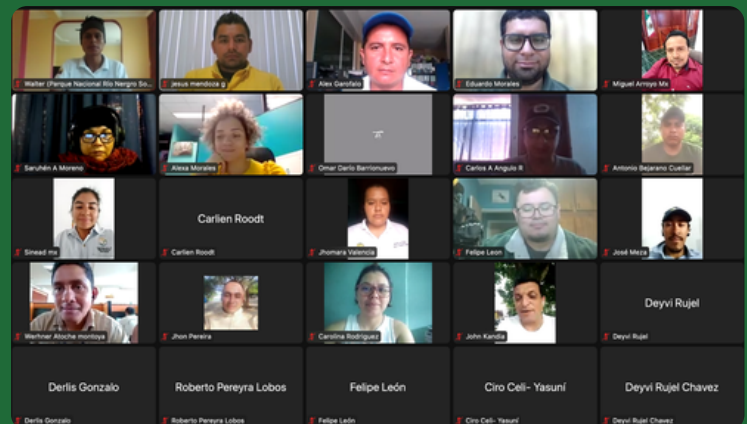 Walter (Parque Nacional Río Nergro So...
jesus mendoza g
Alex Garofalo
Eduardo Morales
Miguel Arroyo Mx
Saruhén A Moreno
Alexa Morales
Omar Darío Barrionuevo
Carlos A Angulo R
Antonio Bejarano Cuellar
Sinead mx
Carlien Roodt
Carlien Roodt
Jhomara Valencia
Felipe Leon
José Meza
Werhner Atoche montoya
Jhon Pereira
Carolina Rodriguez
John Kandia
Deyvi Rujel
Deyvi Rujel
Derlis Gonzalo
Roberto Pereyra Lobos
Felipe León
Ciro Celi- Yasuní
Deyvi Rujel Chavez
Derlis Gonzalo
Roberto Pereyra Lobos
Felipe León
Ciro Celi- Yasuní
Deyvi Rujel Chavez